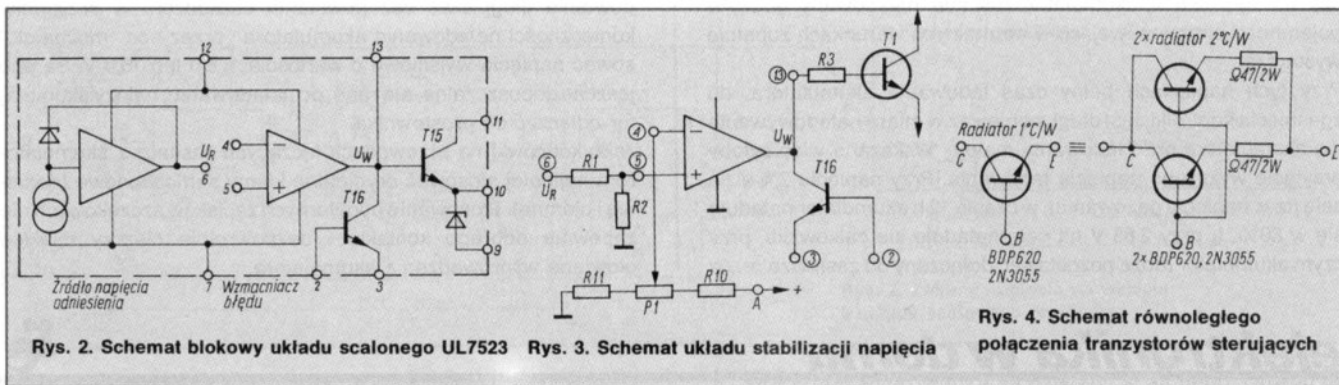 12
13
6
U_R
4
5
U_W
T15
11
10
9
T16
7
2
3
Źródło napięcia
odniesienia
Wzmacniacz
błędu
Rys. 2. Schemat blokowy układu scalonego UL7523
T1
13
R3
4
U_W
6
U_R
R1
5
R2
T16
3
2
R11
P1
R10
A
+
Rys. 3. Schemat układu stabilizacji napięcia
2×radiator 2°C/W
Ω47/2W
Radiator 1°C/W
C
E
≡
C
Ω47/2W
E
B
BDP620
2N3055
B
2×BDP620, 2N3055
Rys. 4. Schemat równoległego
połączenia tranzystorów sterujących